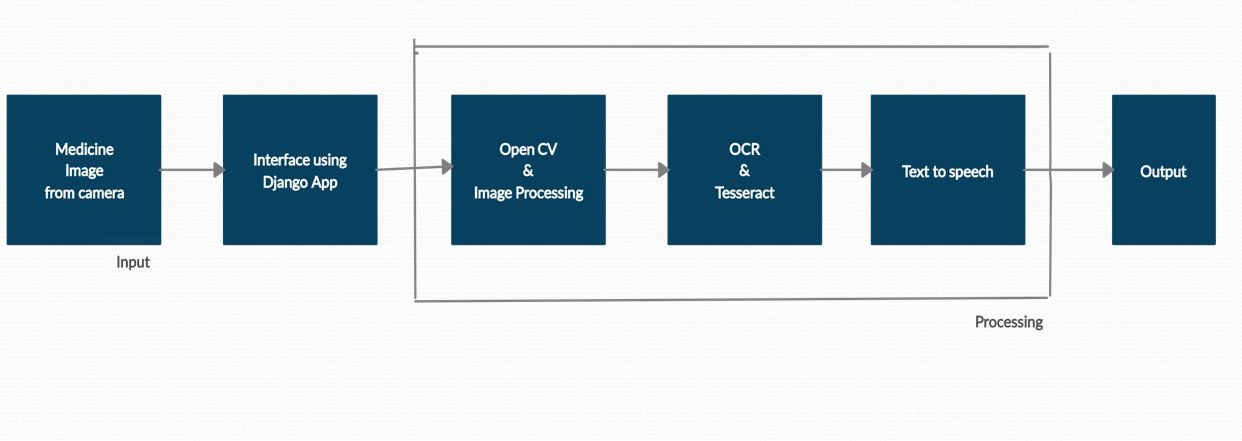 Medicine
Image
from camera
Interface using
Django App
Open CV
&
Image Processing
OCR
&
Tesseract
Text to speech
Output
Input
Processing